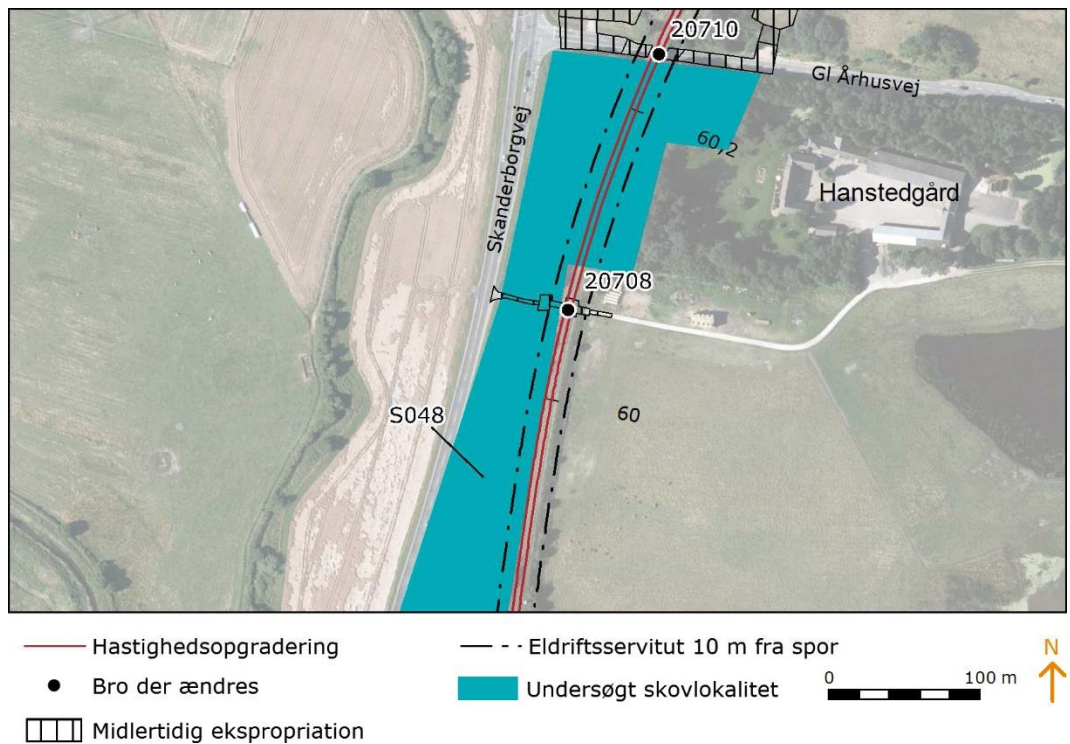 20710
Gl Århusvej
60,2
Hanstedgård
Skanderborgvej
20708
S048
60
Hastighedsopgradering
Eldriftsservitut 10 m fra spor
N
Bro der ændres
Undersøgt skovlokalitet
0 100 m
Midlertidig ekspropriation